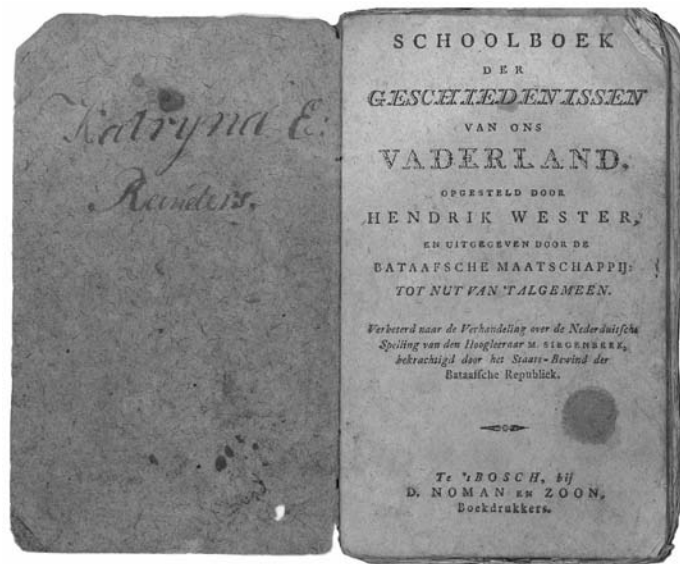 Katryna E:
Randers.
SCHOOLBOEK
DER
GESCHIEDENISSEN
VAN ONS
VADERLAND.
OPGESTELD DOOR
HENDRIK WESTER,
EN UITGEGEVEN DOOR DE
BATAAFSCHE MAATSCHAPPIJ:
TOT NUT VAN 'TALGEMEEN.
Verbeterd naar de Verhandeling over de Nederduitsche
Spelling van den Hoogleeraar M. SIEGENBEEK,
bekrachtigd door het Staats-Bewind der
Bataafsche Republiek.
Te 'sBOSCH, bij
D. NOMAN EN ZOON,
Boekdrukkers.